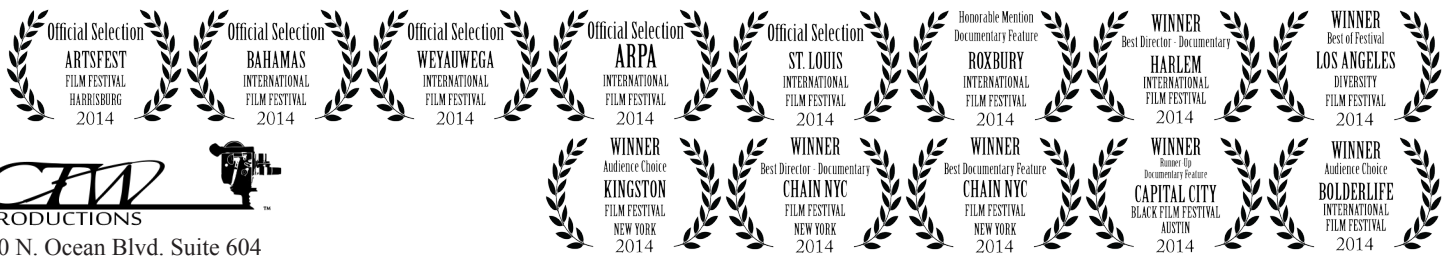 Official Selection
ARTSFEST
FILM FESTIVAL
HARRISBURG
2014
Official Selection
BAHAMAS
INTERNATIONAL
FILM FESTIVAL
2014
Official Selection
WEYAUWEGA
INTERNATIONAL
FILM FESTIVAL
2014
Official Selection
ARPA
INTERNATIONAL
FILM FESTIVAL
2014
Official Selection
ST. LOUIS
INTERNATIONAL
FILM FESTIVAL
2014
Honorable Mention
Documentary Feature
ROXBURY
INTERNATIONAL
FILM FESTIVAL
2014
WINNER
Best Director - Documentary
HARLEM
INTERNATIONAL
FILM FESTIVAL
2014
WINNER
Best of Festival
LOS ANGELES
DIVERSITY
FILM FESTIVAL
2014
WINNER
Audience Choice
KINGSTON
FILM FESTIVAL
NEW YORK
2014
WINNER
Best Director - Documentary
CHAIN NYC
FILM FESTIVAL
NEW YORK
2014
WINNER
Best Documentary Feature
CHAIN NYC
FILM FESTIVAL
NEW YORK
2014
WINNER
Runner-Up
Documentary Feature
CAPITAL CITY
BLACK FILM FESTIVAL
AUSTIN
2014
WINNER
Audience Choice
BOLDERLIFE
INTERNATIONAL
FILM FESTIVAL
2014
CTW
RODUCTIONS
TM
0 N. Ocean Blvd. Suite 604